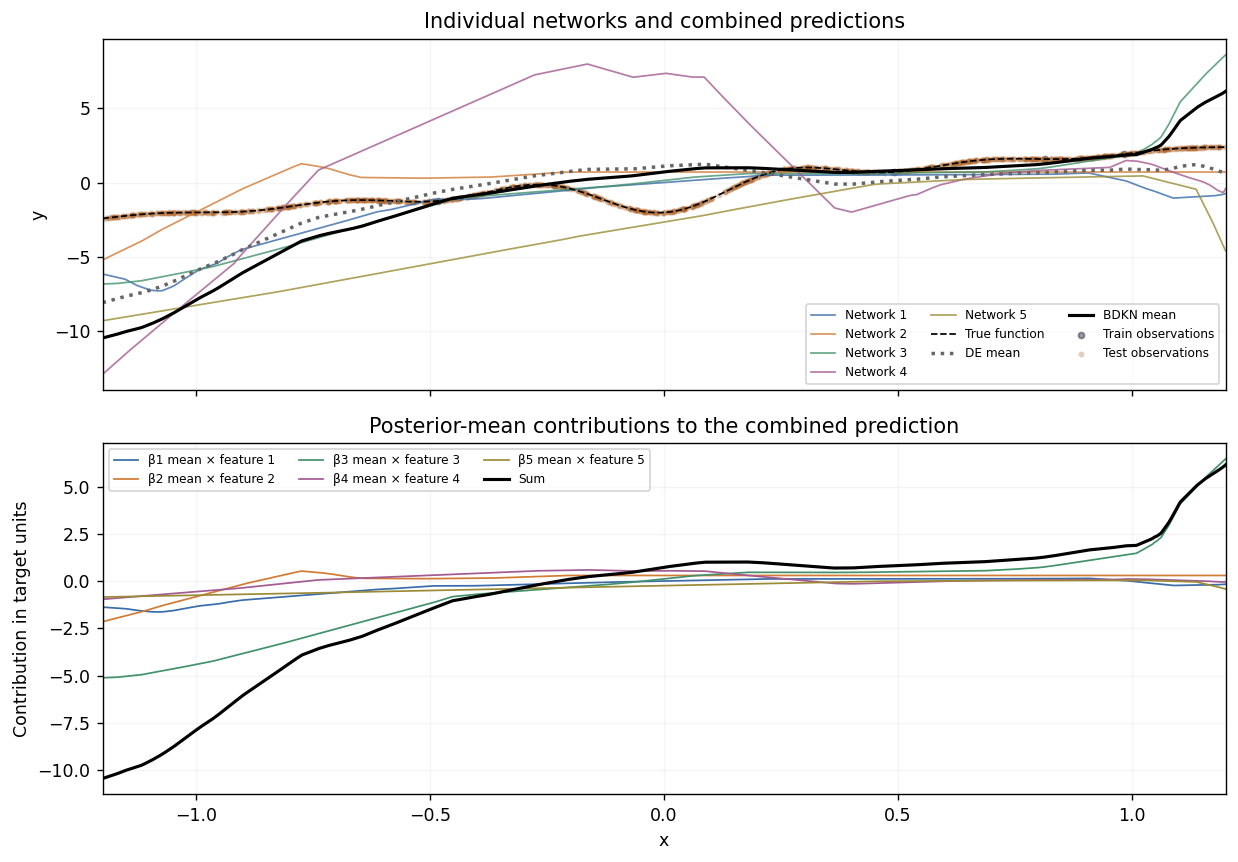 Individual networks and combined predictions
y
5
0
−5
−10
Network 1
Network 2
Network 3
Network 4
Network 5
True function
DE mean
BDKN mean
Train observations
Test observations
Posterior-mean contributions to the combined prediction
Contribution in target units
5.0
2.5
0.0
−2.5
−5.0
−7.5
−10.0
β1 mean × feature 1
β2 mean × feature 2
β3 mean × feature 3
β4 mean × feature 4
β5 mean × feature 5
Sum
−1.0 −0.5 0.0 0.5 1.0
x